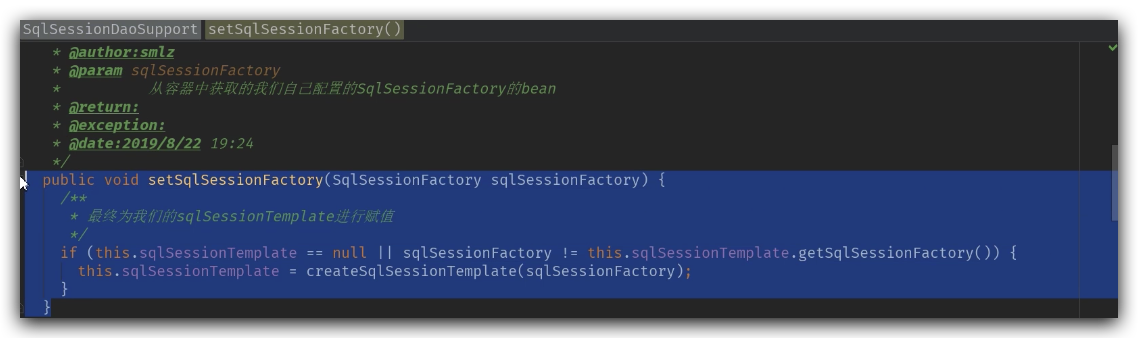 SqlSessionDaoSupport setSqlSessionFactory()
* @author:smlz
* @param sqlSessionFactory
* 从容器中获取的我们自己配置的SqlSessionFactory的bean
* @return:
* @exception:
* @date:2019/8/22 19:24
*/
public void setSqlSessionFactory(SqlSessionFactory sqlSessionFactory) {
/**
* 最终为我们的sqlSessionTemplate进行赋值
*/
if (this.sqlSessionTemplate == null || sqlSessionFactory != this.sqlSessionTemplate.getSqlSessionFactory()) {
this.sqlSessionTemplate = createSqlSessionTemplate(sqlSessionFactory);
}
}